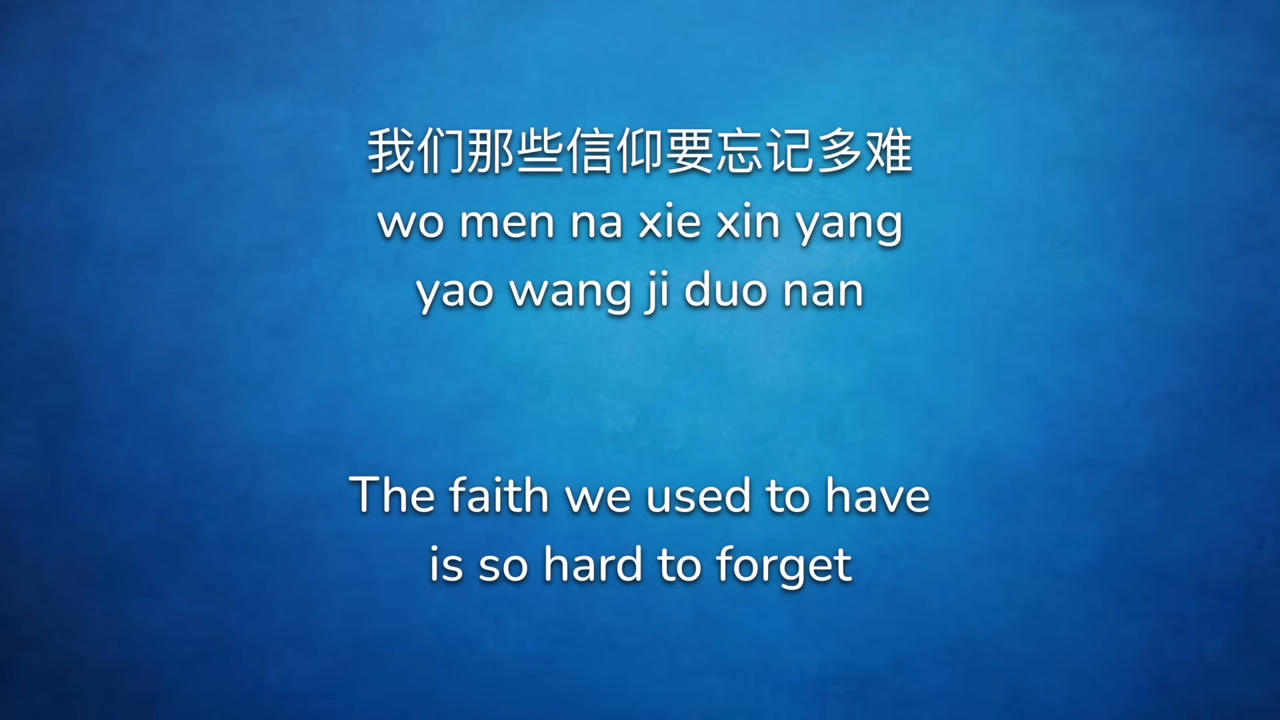 我们那些信仰要忘记多难
wo men na xie xin yang
yao wang ji duo nan
The faith we used to have
is so hard to forget